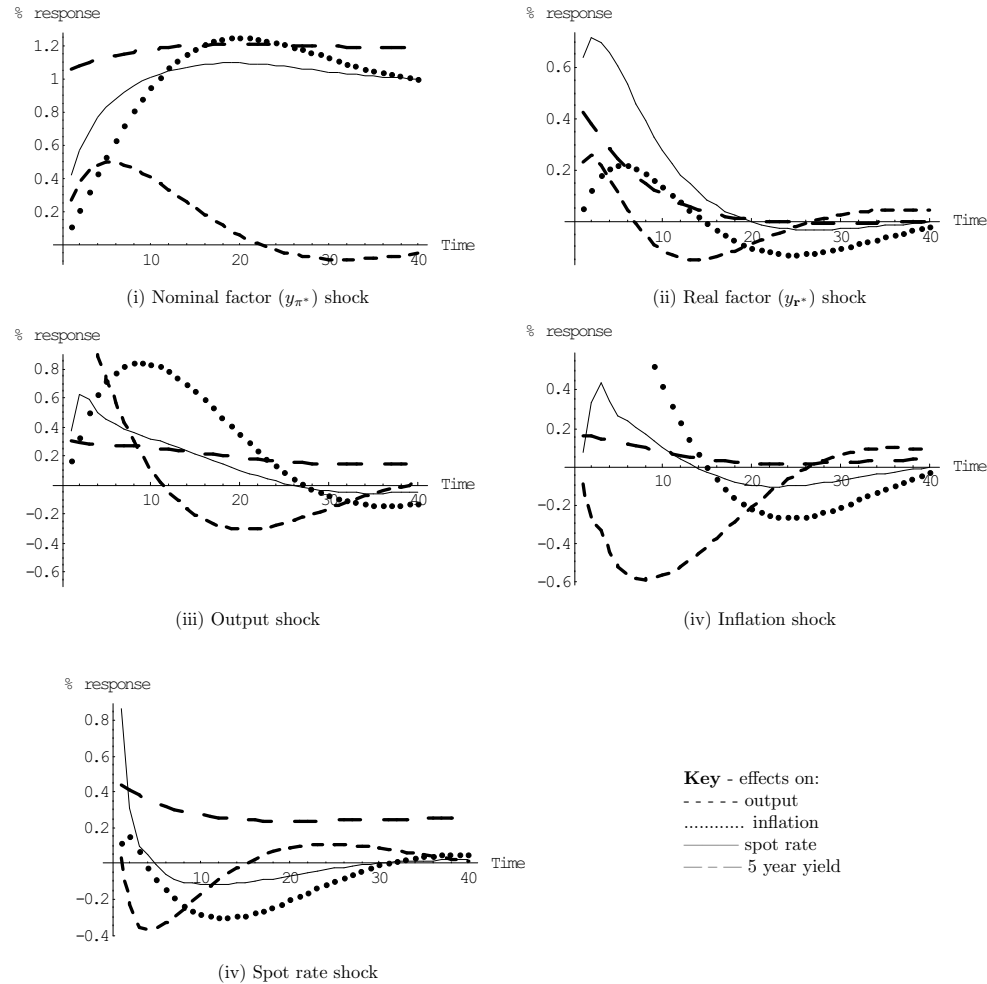 % response
1.2
1
0.8
0.6
0.4
0.2
10 20 30 40
Time
(i) Nominal factor (y_{π*}) shock
% response
0.6
0.4
0.2
10 20 30 40
Time
(ii) Real factor (y_{r*}) shock
% response
0.8
0.6
0.4
0.2
-0.2
-0.4
-0.6
10 20 30 40
Time
(iii) Output shock
% response
0.4
0.2
-0.2
-0.4
-0.6
10 20 30 40
Time
(iv) Inflation shock
% response
0.8
0.6
0.4
0.2
-0.2
-0.4
10 20 30 40
Time
(iv) Spot rate shock
Key - effects on:
output
inflation
spot rate
5 year yield